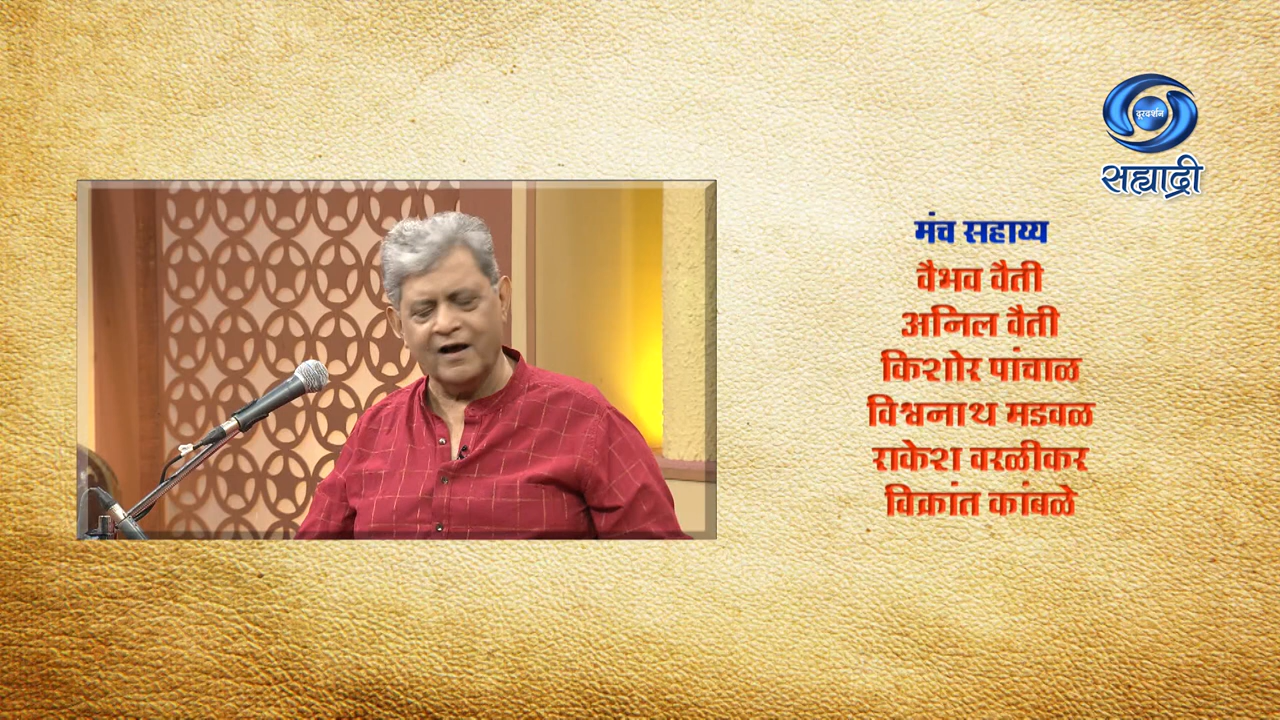 दूरदर्शन
सह्याद्री
मंच सहाय्य
वैभव वैती
अनिल वैती
किशोर पांचाळ
विश्वनाथ मडवळ
राकेश वरळीकर
विक्रांत कांबळे